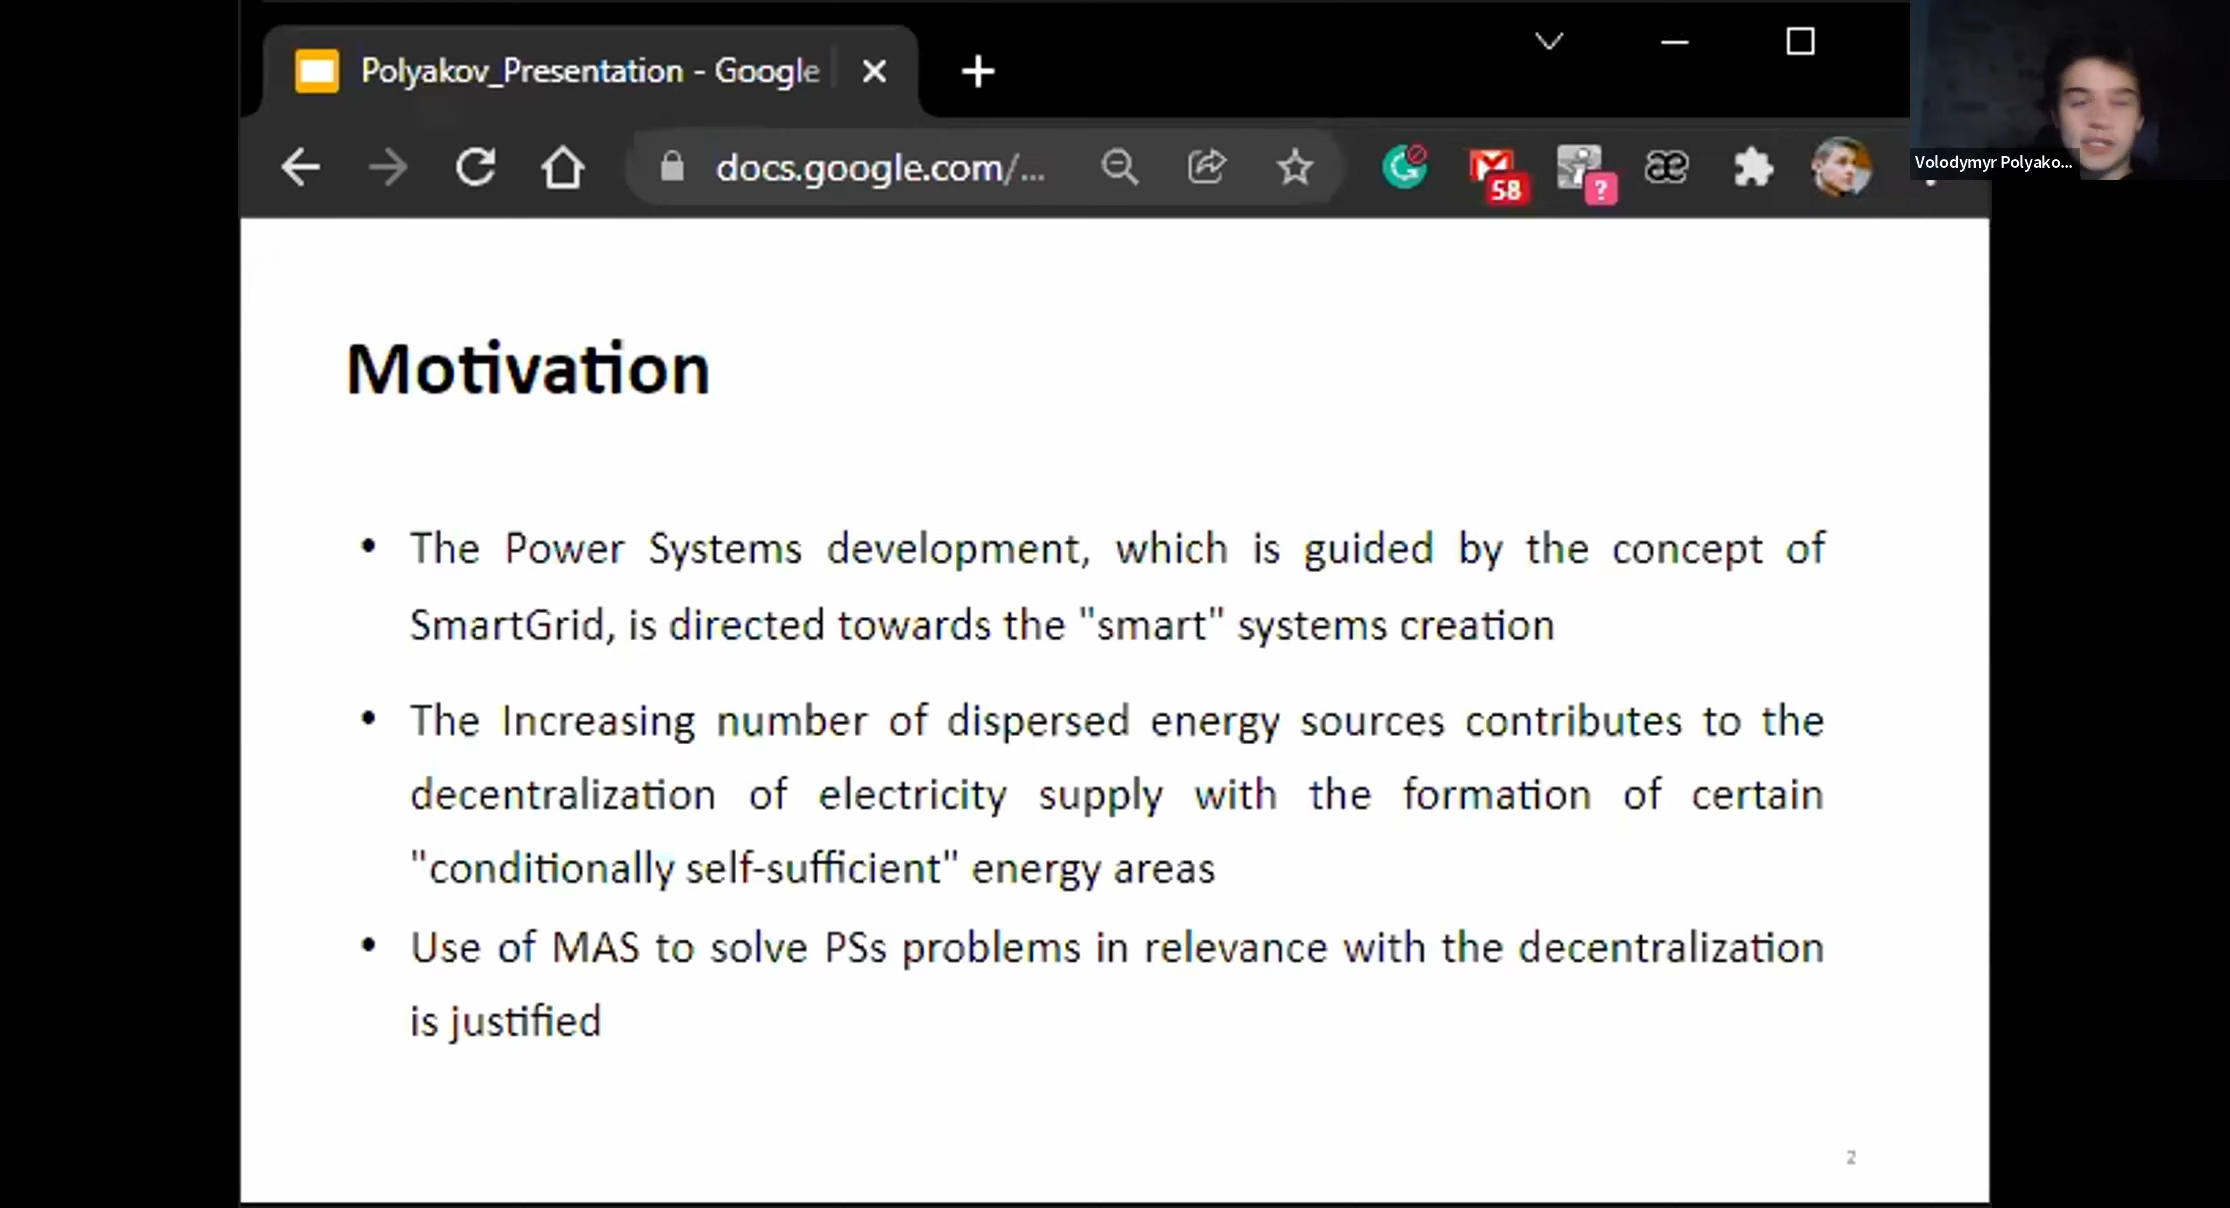 Polyakov_Presentation - Google
docs.google.com/...
58
?
æ
Volodymyr Polyako...
Motivation
• The Power Systems development, which is guided by the concept of
SmartGrid, is directed towards the "smart" systems creation
• The Increasing number of dispersed energy sources contributes to the
decentralization of electricity supply with the formation of certain
"conditionally self-sufficient" energy areas
• Use of MAS to solve PSs problems in relevance with the decentralization
is justified
2